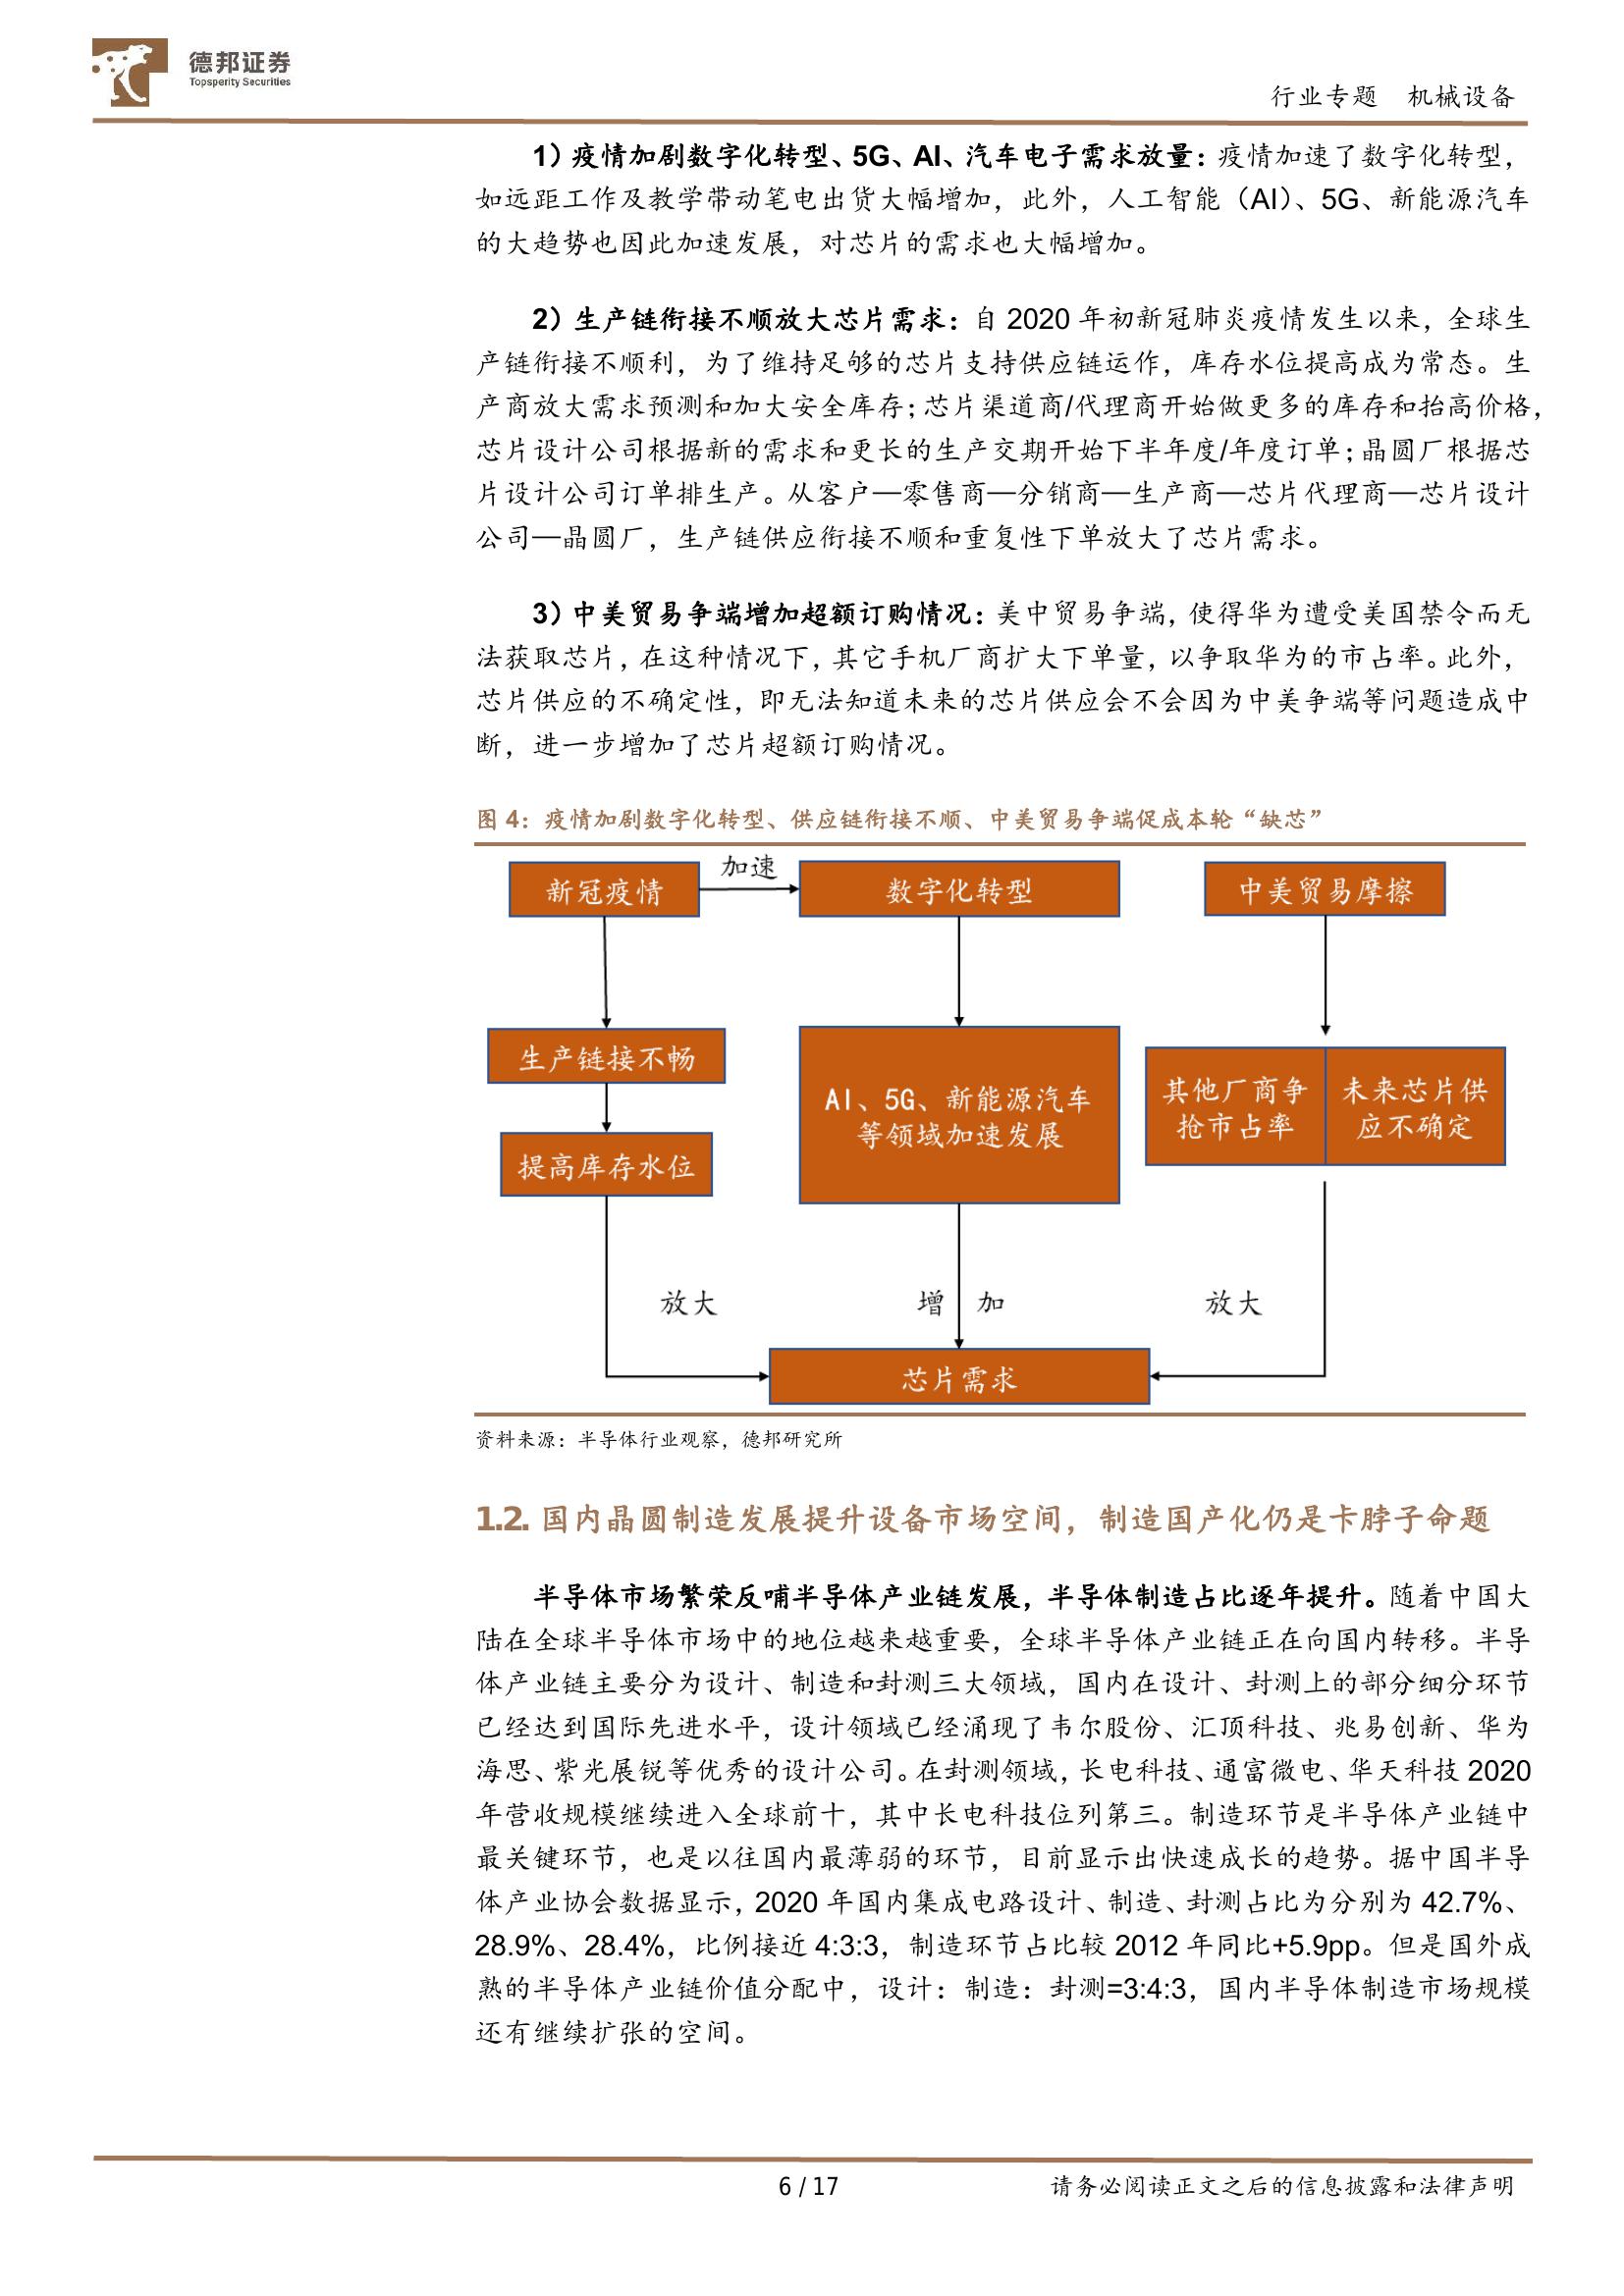 德邦证券
Topsperity Securities
行业专题 机械设备
1）疫情加剧数字化转型、5G、AI、汽车电子需求放量：疫情加速了数字化转型，
如远距工作及教学带动笔电出货大幅增加，此外，人工智能（AI）、5G、新能源汽车
的大趋势也因此加速发展，对芯片的需求也大幅增加。
2）生产链衔接不顺放大芯片需求：自 2020 年初新冠肺炎疫情发生以来，全球生
产链衔接不顺利，为了维持足够的芯片支持供应链运作，库存水位提高成为常态。生
产商放大需求预测和加大安全库存；芯片渠道商/代理商开始做更多的库存和抬高价格，
芯片设计公司根据新的需求和更长的生产交期开始下半年度/年度订单；晶圆厂根据芯
片设计公司订单排生产。从客户—零售商—分销商—生产商—芯片代理商—芯片设计
公司—晶圆厂，生产链供应衔接不顺和重复性下单放大了芯片需求。
3）中美贸易争端增加超额订购情况：美中贸易争端，使得华为遭受美国禁令而无
法获取芯片，在这种情况下，其它手机厂商扩大下单量，以争取华为的市占率。此外，
芯片供应的不确定性，即无法知道未来的芯片供应会不会因为中美争端等问题造成中
断，进一步增加了芯片超额订购情况。
图 4：疫情加剧数字化转型、供应链衔接不顺、中美贸易争端促成本轮“缺芯”
新冠疫情
加速
数字化转型
中美贸易摩擦
生产链接不畅
提高库存水位
AI、5G、新能源汽车
等领域加速发展
其他厂商争
抢市占率
未来芯片供
应不确定
放大
增 加
放大
芯片需求
资料来源：半导体行业观察，德邦研究所
1.2. 国内晶圆制造发展提升设备市场空间，制造国产化仍是卡脖子命题
半导体市场繁荣反哺半导体产业链发展，半导体制造占比逐年提升。随着中国大
陆在全球半导体市场中的地位越来越重要，全球半导体产业链正在向国内转移。半导
体产业链主要分为设计、制造和封测三大领域，国内在设计、封测上的部分细分环节
已经达到国际先进水平，设计领域已经涌现了韦尔股份、汇顶科技、兆易创新、华为
海思、紫光展锐等优秀的设计公司。在封测领域，长电科技、通富微电、华天科技 2020
年营收规模继续进入全球前十，其中长电科技位列第三。制造环节是半导体产业链中
最关键环节，也是以往国内最薄弱的环节，目前显示出快速成长的趋势。据中国半导
体产业协会数据显示，2020 年国内集成电路设计、制造、封测占比为分别为 42.7%、
28.9%、28.4%，比例接近 4:3:3，制造环节占比较 2012 年同比+5.9pp。但是国外成
熟的半导体产业链价值分配中，设计：制造：封测=3:4:3，国内半导体制造市场规模
还有继续扩张的空间。
6 / 17
请务必阅读正文之后的信息披露和法律声明